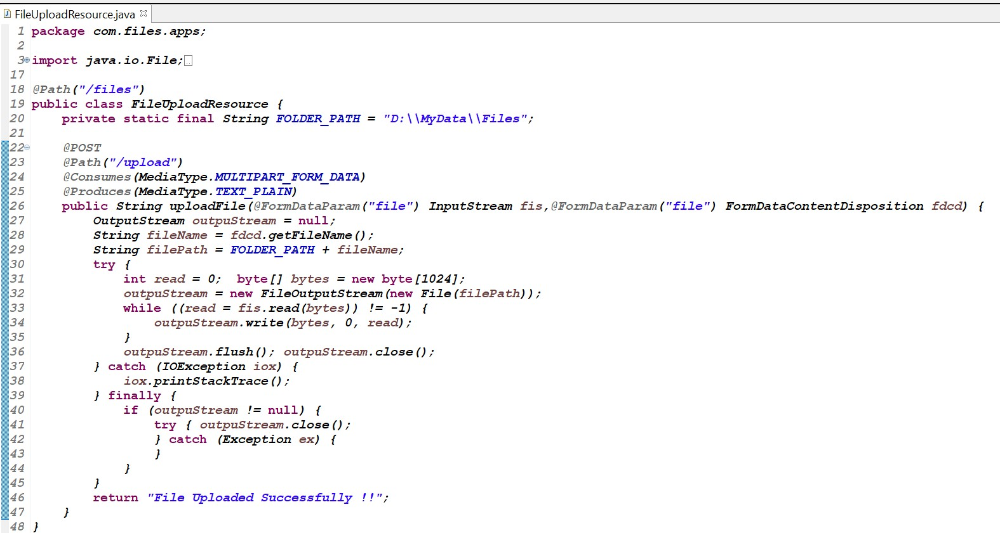 FileUploadResource.java
1 package com.files.apps;
2
3 import java.io.File;
17
18 @Path("/files")
19 public class FileUploadResource {
20     private static final String FOLDER_PATH = "D:\\MyData\\Files";
21
22     @POST
23     @Path("/upload")
24     @Consumes(MediaType.MULTIPART_FORM_DATA)
25     @Produces(MediaType.TEXT_PLAIN)
26     public String uploadFile(@FormDataParam("file") InputStream fis,@FormDataParam("file") FormDataContentDisposition fdcd) {
27         OutputStream outpuStream = null;
28         String fileName = fdcd.getFileName();
29         String filePath = FOLDER_PATH + fileName;
30         try {
31             int read = 0;  byte[] bytes = new byte[1024];
32             outpuStream = new FileOutputStream(new File(filePath));
33             while ((read = fis.read(bytes)) != -1) {
34                 outpuStream.write(bytes, 0, read);
35             }
36             outpuStream.flush(); outpuStream.close();
37         } catch (IOException iox) {
38             iox.printStackTrace();
39         } finally {
40             if (outpuStream != null) {
41                 try { outpuStream.close();
42                 } catch (Exception ex) {
43                 }
44             }
45         }
46         return "File Uploaded Successfully !!";
47     }
48 }